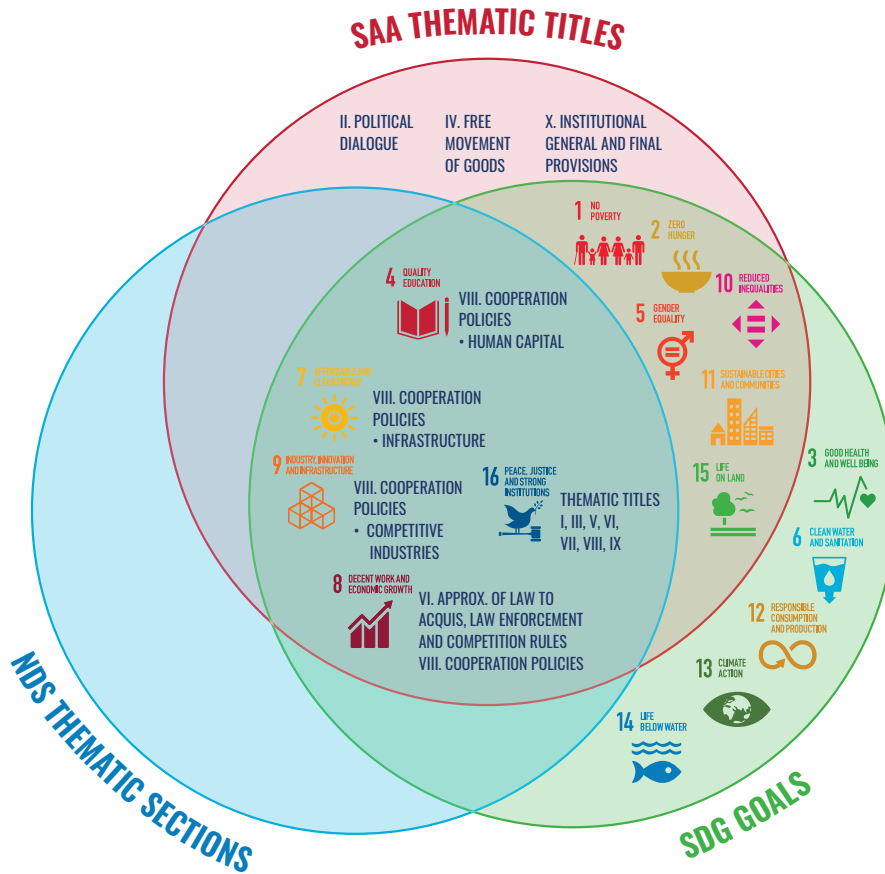 SAA THEMATIC TITLES
II. POLITICAL
DIALOGUE
IV. FREE
MOVEMENT
OF GOODS
X. INSTITUTIONAL
GENERAL AND FINAL
PROVISIONS
1 NO
POVERTY
2 ZERO
HUNGER
4 QUALITY
EDUCATION
VIII. COOPERATION
POLICIES
• HUMAN CAPITAL
5 GENDER
EQUALITY
10 REDUCED
INEQUALITIES
7 AFFORDABLE AND
CLEAN ENERGY
VIII. COOPERATION
POLICIES
• INFRASTRUCTURE
11 SUSTAINABLE CITIES
AND COMMUNITIES
9 INDUSTRY, INNOVATION
AND INFRASTRUCTURE
VIII. COOPERATION
POLICIES
• COMPETITIVE
INDUSTRIES
16 PEACE, JUSTICE
AND STRONG
INSTITUTIONS
THEMATIC TITLES
I, III, V, VI,
VII, VIII, IX
15 LIFE
ON LAND
3 GOOD HEALTH
AND WELL BEING
6 CLEAN WATER
AND SANITATION
8 DECENT WORK AND
ECONOMIC GROWTH
VI. APPROX. OF LAW TO
ACQUIS, LAW ENFORCEMENT
AND COMPETITION RULES
VIII. COOPERATION POLICIES
12 RESPONSIBLE
CONSUMPTION
AND PRODUCTION
13 CLIMATE
ACTION
14 LIFE
BELOW WATER
NDS THEMATIC SECTIONS
SDG GOALS